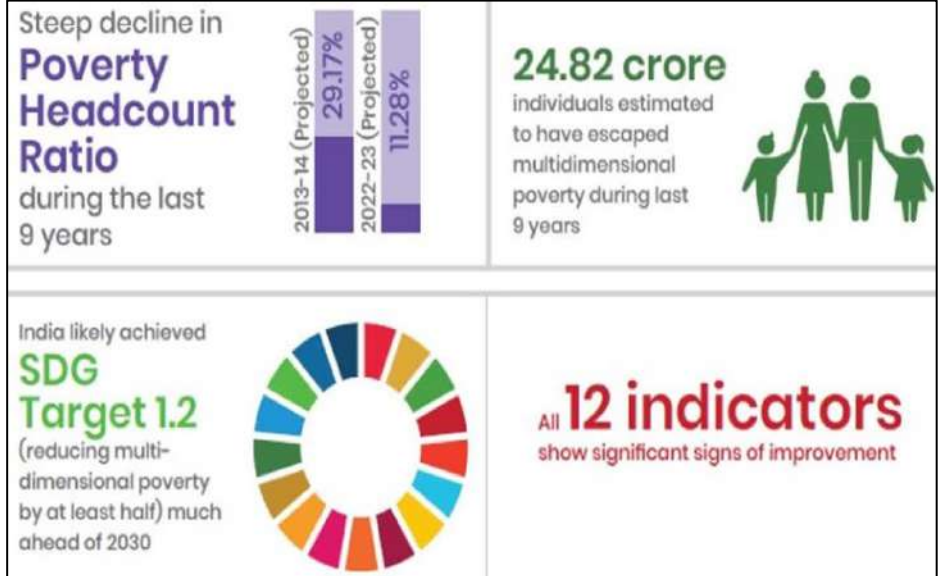 Steep decline in
Poverty
Headcount
Ratio
during the last
9 years
2013-14 (Projected)
29.17%
2022-23 (Projected)
11.28%
24.82 crore
individuals estimated
to have escaped
multidimensional
poverty during last
9 years
India likely achieved
SDG
Target 1.2
(reducing multi-
dimensional poverty
by at least half) much
ahead of 2030
All 12 indicators
show significant signs of improvement